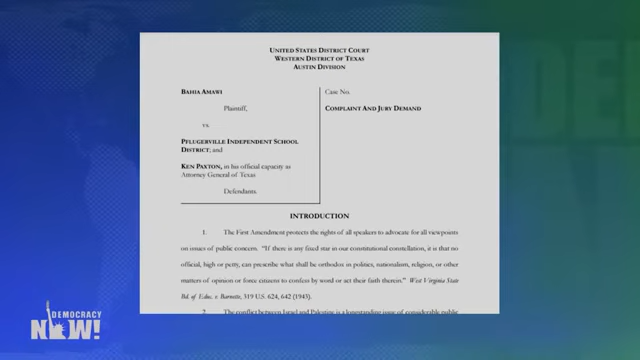 UNITED STATES DISTRICT COURT
WESTERN DISTRICT OF TEXAS
AUSTIN DIVISION
BAHIA AMAWI
Plaintiff,
vs.
PFLUGERVILLE INDEPENDENT SCHOOL
DISTRICT; and
KEN PAXTON, in his official capacity as
Attorney General of Texas
Defendants.
Case No.
COMPLAINT AND JURY DEMAND
INTRODUCTION
1. The First Amendment protects the rights of all speakers to advocate for all viewpoints
on issues of public concern. “If there is any fixed star in our constitutional constellation, it is that no
official, high or petty, can prescribe what shall be orthodox in politics, nationalism, religion, or other
matters of opinion or force citizens to confess by word or act their faith therein.” West Virginia State
Bd. of Educ. v. Barnette, 319 U.S. 624, 642 (1943).
2. The conflict between Israel and Palestine is a longstanding issue of considerable public
DEMOCRACY
NOW!